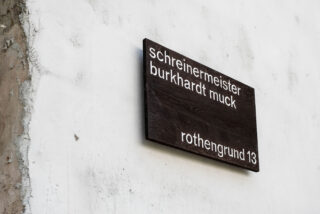 schreinermeister
burkhardt muck
rothengrund 13